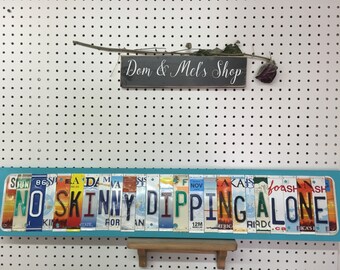 Dom & Mel's Shop
NO SKINNY DIPPING ALONE